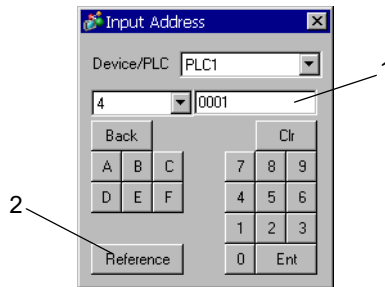 Input Address
Device/PLC PLC1
1
4 0001
Back Clr
A B C 7 8 9
D E F 4 5 6
2
1 2 3
Reference 0 Ent